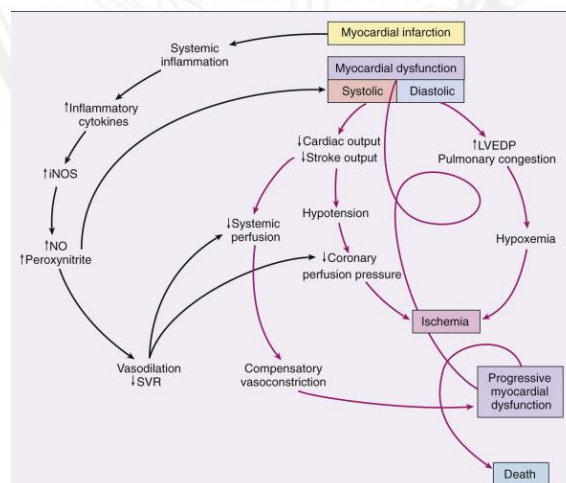 Myocardial infarction
Systemic
inflammation
Myocardial dysfunction
Systolic
Diastolic
↑Inflammatory
cytokines
↓Cardiac output
↓Stroke output
↑LVEDP
Pulmonary congestion
↑iNOS
Hypotension
↓Systemic
perfusion
Hypoxemia
↑NO
↑Peroxynitrite
↓Coronary
perfusion pressure
Ischemia
Vasodilation
↓SVR
Compensatory
vasoconstriction
Progressive
myocardial
dysfunction
Death